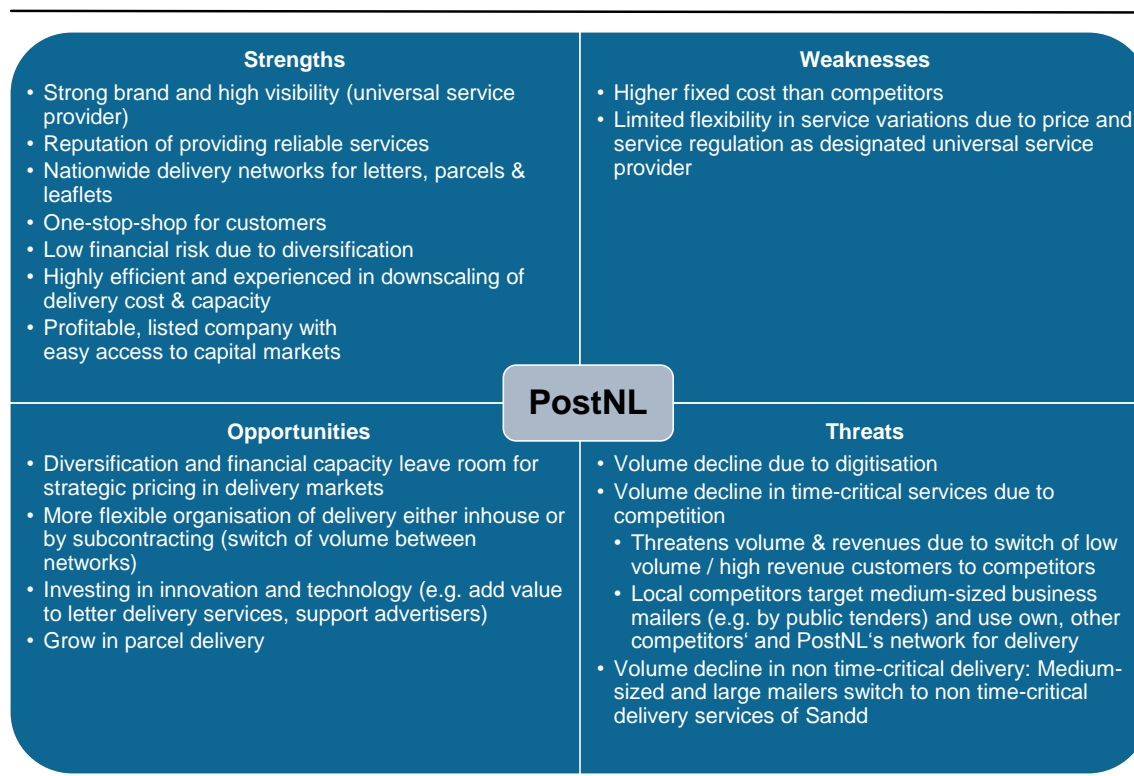 Strengths
• Strong brand and high visibility (universal service
provider)
• Reputation of providing reliable services
• Nationwide delivery networks for letters, parcels &
leaflets
• One-stop-shop for customers
• Low financial risk due to diversification
• Highly efficient and experienced in downscaling of
delivery cost & capacity
• Profitable, listed company with
easy access to capital markets
Weaknesses
• Higher fixed cost than competitors
• Limited flexibility in service variations due to price and
service regulation as designated universal service
provider
PostNL
Opportunities
• Diversification and financial capacity leave room for
strategic pricing in delivery markets
• More flexible organisation of delivery either inhouse or
by subcontracting (switch of volume between
networks)
• Investing in innovation and technology (e.g. add value
to letter delivery services, support advertisers)
• Grow in parcel delivery
Threats
• Volume decline due to digitisation
• Volume decline in time-critical services due to
competition
• Threatens volume & revenues due to switch of low
volume / high revenue customers to competitors
• Local competitors target medium-sized business
mailers (e.g. by public tenders) and use own, other
competitors‘ and PostNL‘s network for delivery
• Volume decline in non time-critical delivery: Medium-
sized and large mailers switch to non time-critical
delivery services of Sandd